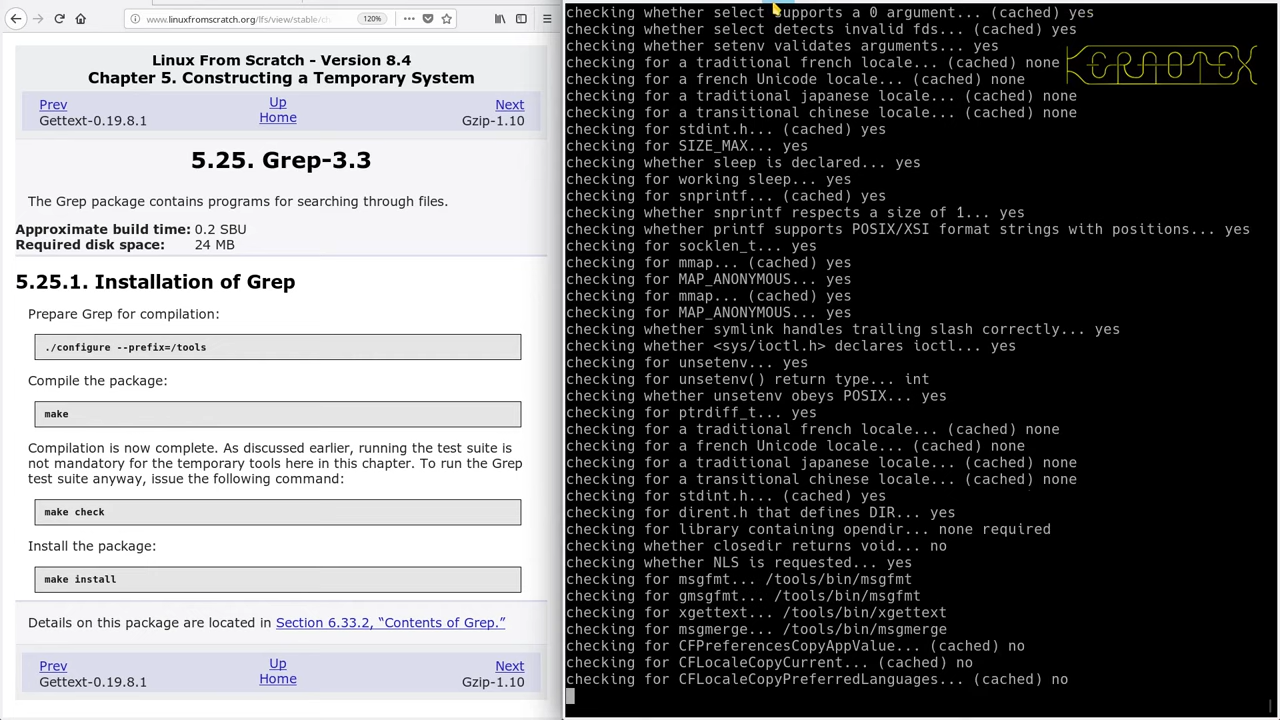 www.linuxfromscratch.org/lfs/view/stable/ch
120%
Linux From Scratch - Version 8.4
Chapter 5. Constructing a Temporary System
Prev Up Next
Gettext-0.19.8.1 Home Gzip-1.10
5.25. Grep-3.3
The Grep package contains programs for searching through files.
Approximate build time: 0.2 SBU
Required disk space: 24 MB
5.25.1. Installation of Grep
Prepare Grep for compilation:
./configure --prefix=/tools
Compile the package:
make
Compilation is now complete. As discussed earlier, running the test suite is
not mandatory for the temporary tools here in this chapter. To run the Grep
test suite anyway, issue the following command:
make check
Install the package:
make install
Details on this package are located in Section 6.33.2, “Contents of Grep.”
Prev Up Next
Gettext-0.19.8.1 Home Gzip-1.10
checking whether select supports a 0 argument... (cached) yes
checking whether select detects invalid fds... (cached) yes
checking whether setenv validates arguments... yes
checking for a traditional french locale... (cached) none
checking for a french Unicode locale... (cached) none
checking for a traditional japanese locale... (cached) none
checking for a transitional chinese locale... (cached) none
checking for stdint.h... (cached) yes
checking for SIZE_MAX... yes
checking whether sleep is declared... yes
checking for working sleep... yes
checking for snprintf... (cached) yes
checking whether snprintf respects a size of 1... yes
checking whether printf supports POSIX/XSI format strings with positions... yes
checking for socklen_t... yes
checking for mmap... (cached) yes
checking for MAP_ANONYMOUS... yes
checking for mmap... (cached) yes
checking for MAP_ANONYMOUS... yes
checking whether symlink handles trailing slash correctly... yes
checking whether <sys/ioctl.h> declares ioctl... yes
checking for unsetenv... yes
checking for unsetenv() return type... int
checking whether unsetenv obeys POSIX... yes
checking for ptrdiff_t... yes
checking for a traditional french locale... (cached) none
checking for a french Unicode locale... (cached) none
checking for a traditional japanese locale... (cached) none
checking for a transitional chinese locale... (cached) none
checking for stdint.h... (cached) yes
checking for dirent.h that defines DIR... yes
checking for library containing opendir... none required
checking whether closedir returns void... no
checking whether NLS is requested... yes
checking for msgfmt... /tools/bin/msgfmt
checking for gmsgfmt... /tools/bin/msgfmt
checking for xgettext... /tools/bin/xgettext
checking for msgmerge... /tools/bin/msgmerge
checking for CFPreferencesCopyAppValue... (cached) no
checking for CFLocaleCopyCurrent... (cached) no
checking for CFLocaleCopyPreferredLanguages... (cached) no